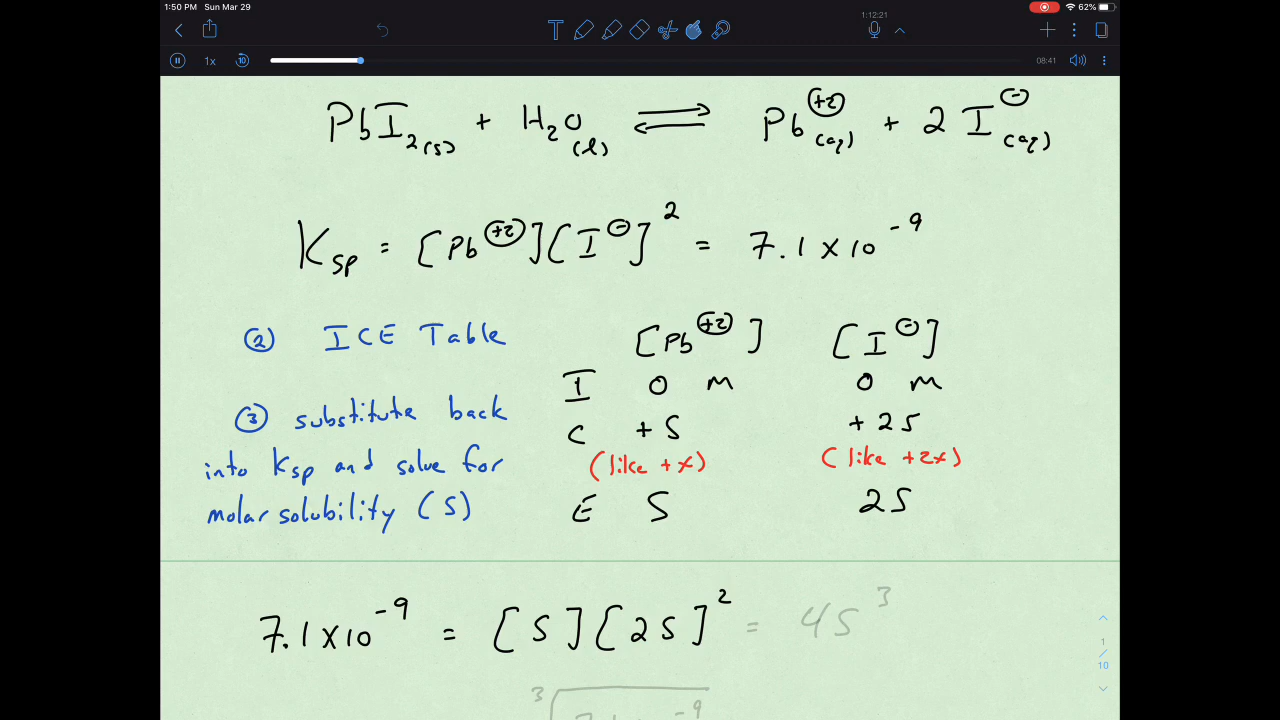 1:50 PM Sun Mar 29
62%
1:12:21
T
1x
10
08:41
PbI₂(s) + H₂O(l) ⇌ Pb⁺²(aq) + 2 I⁻(aq)
Ksp = [Pb⁺²][I⁻]² = 7.1 x 10⁻⁹
② ICE Table
③ substitute back
into Ksp and solve for
molar solubility (S)
[Pb⁺²] [I⁻]
I 0 M 0 M
C + S + 2S
(like +x) (like +2x)
E S 2S
7.1 x 10⁻⁹ = [S][2S]² = 4S³
1
/
10